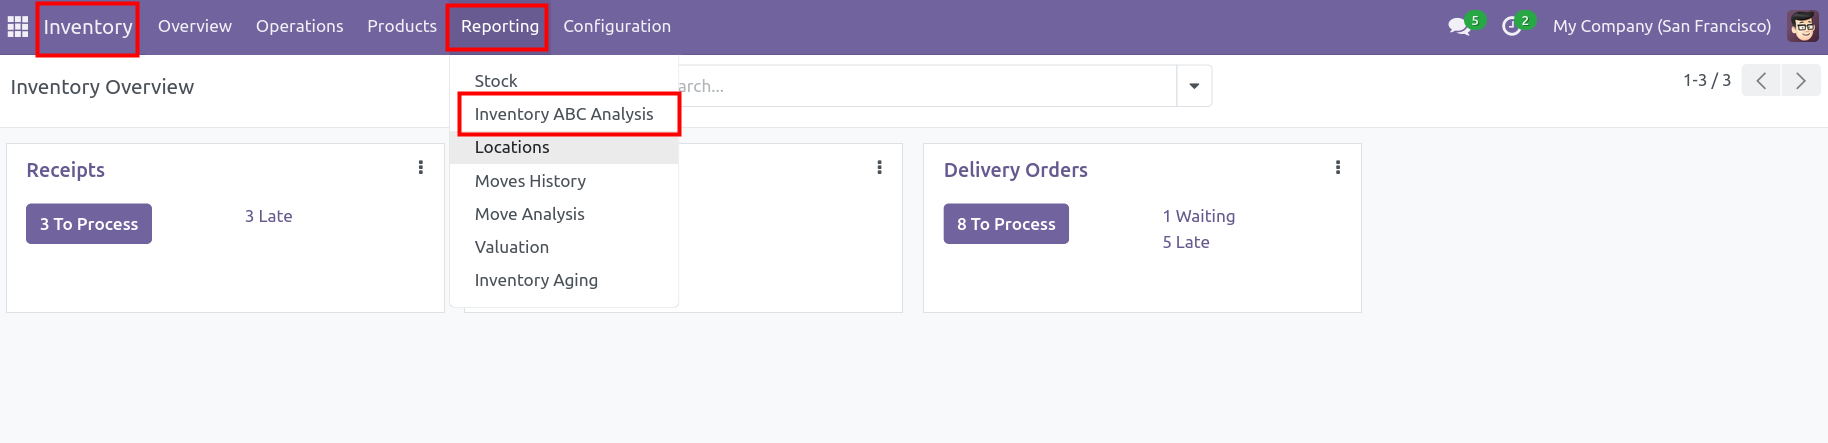 Inventory Overview Operations Products Reporting Configuration 5 2 My Company (San Francisco)
Inventory Overview
arch...
1-3 / 3
Stock
Inventory ABC Analysis
Locations
Moves History
Move Analysis
Valuation
Inventory Aging
Receipts
3 To Process
3 Late
Delivery Orders
8 To Process
1 Waiting
5 Late